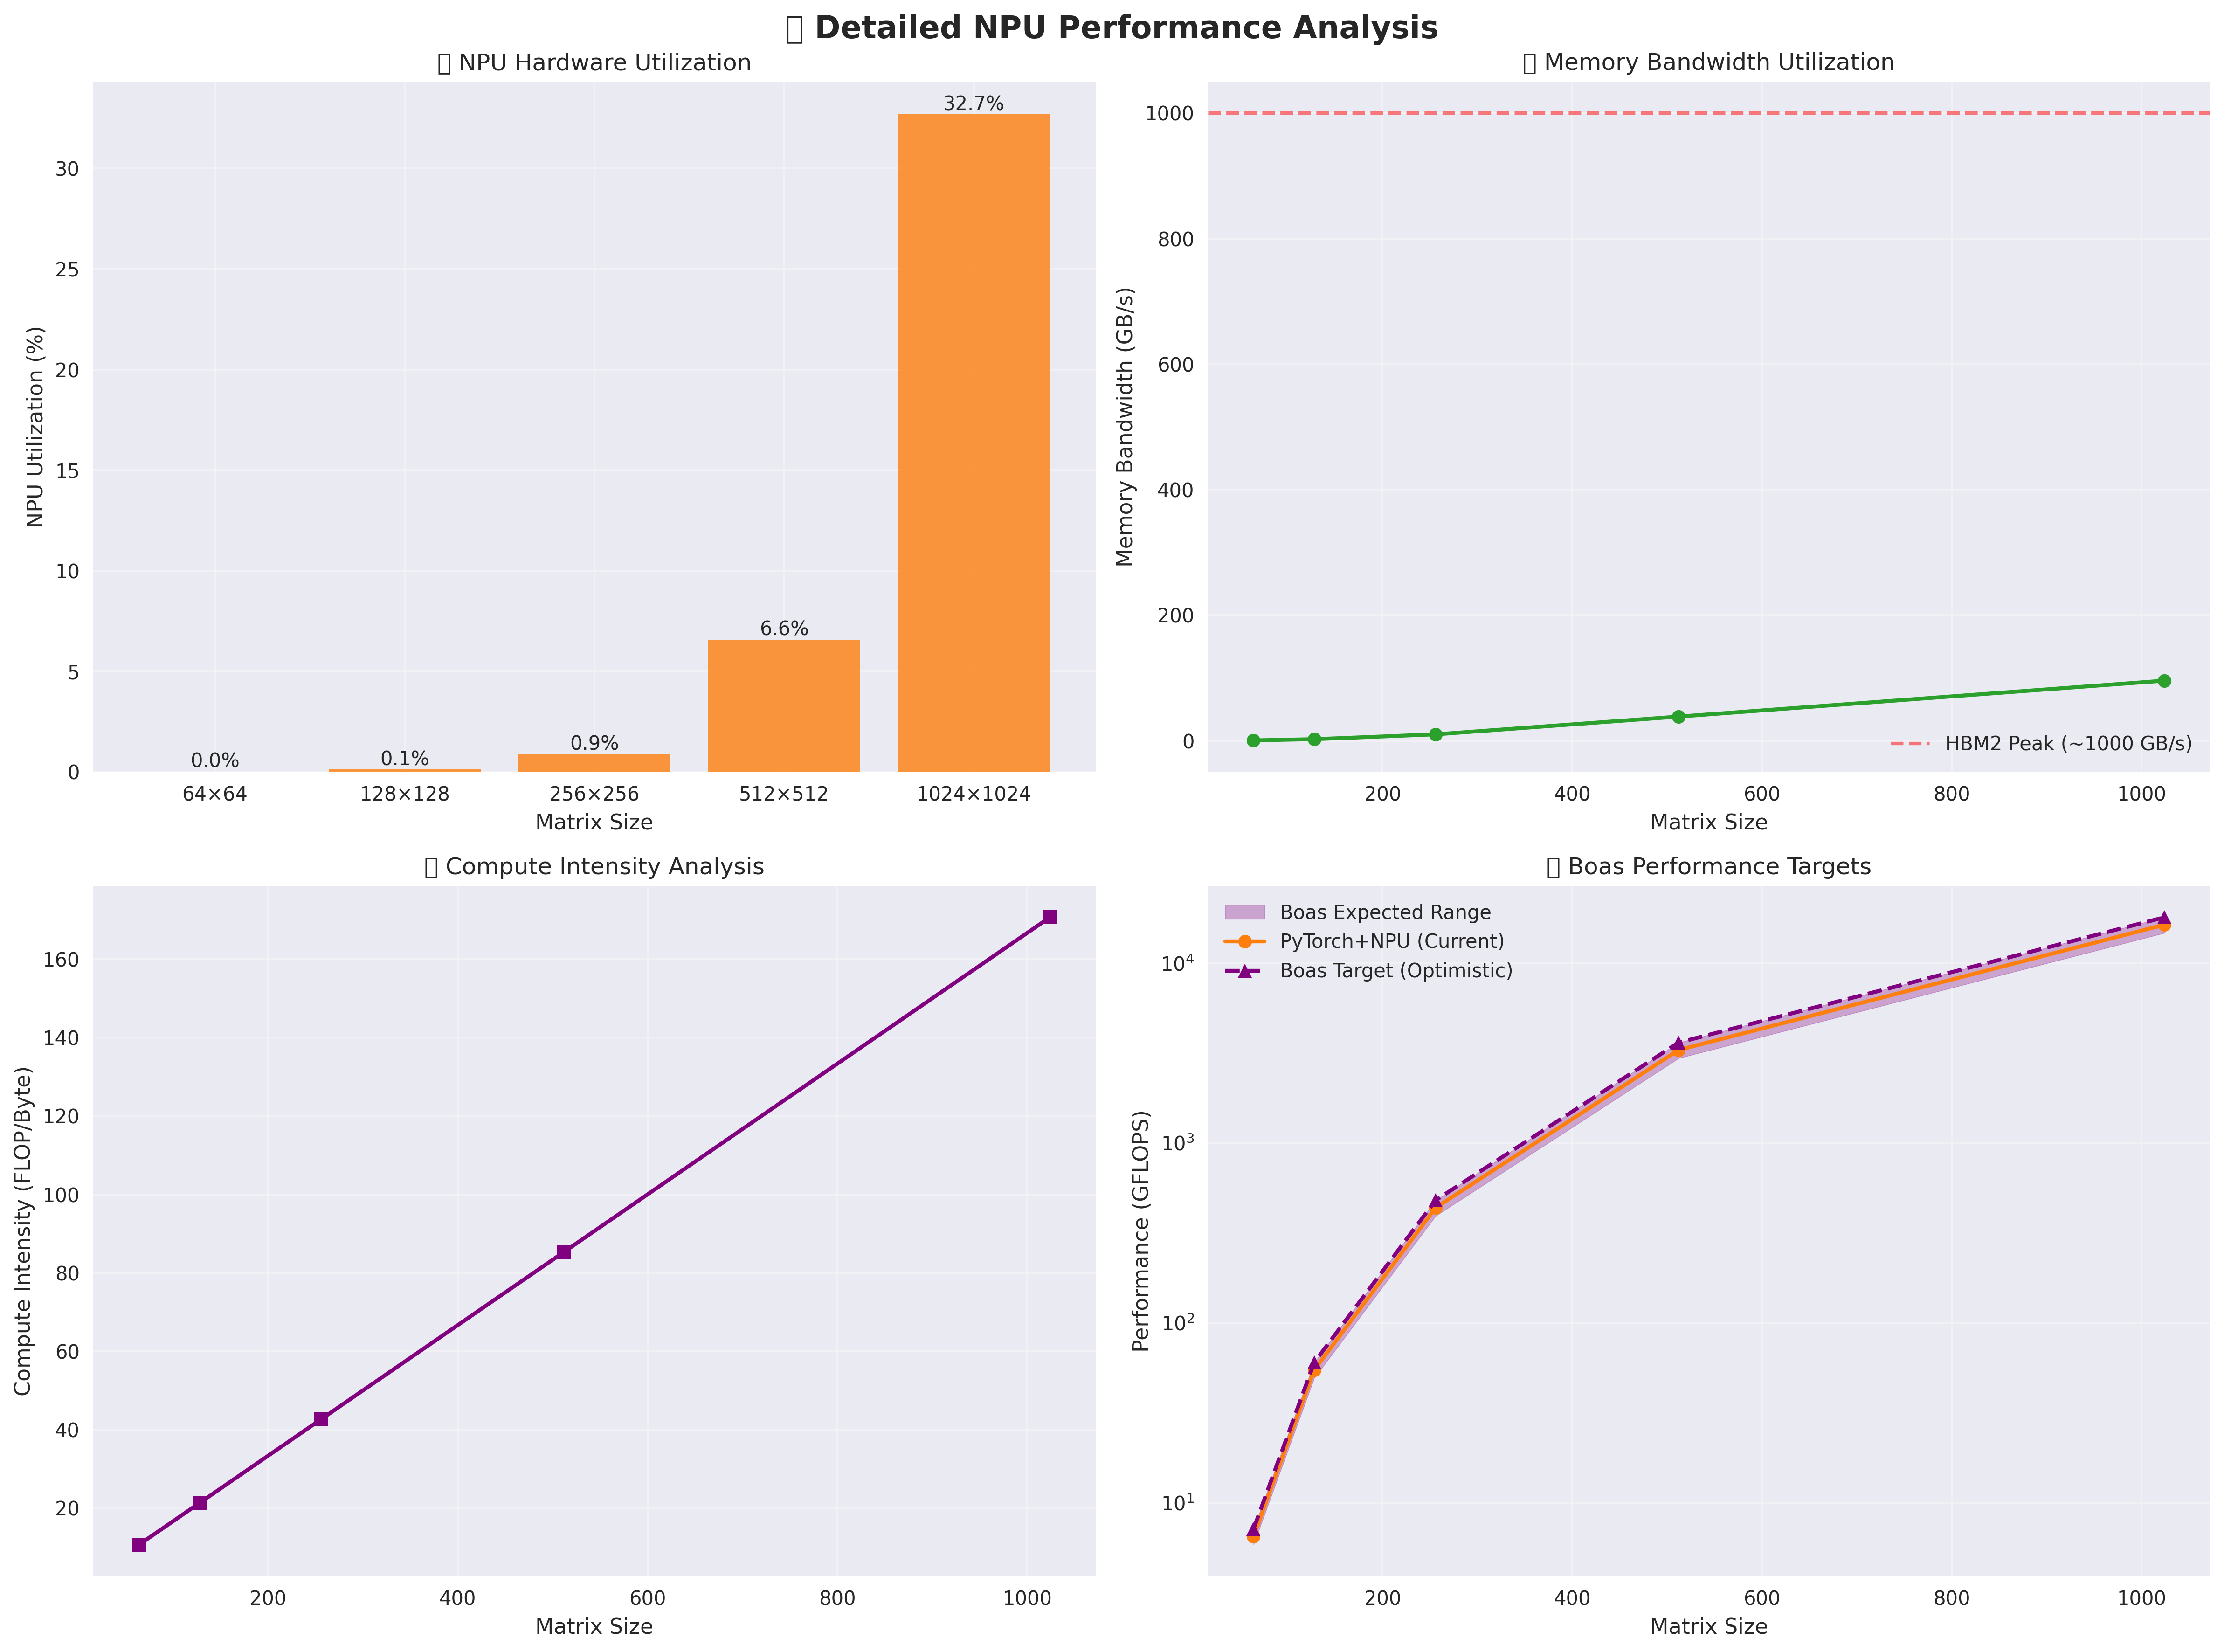 Detailed NPU Performance Analysis
NPU Hardware Utilization
NPU Utilization (%)
30
25
20
15
10
5
0
0.0%
0.1%
0.9%
6.6%
32.7%
64×64
128×128
256×256
512×512
1024×1024
Matrix Size
Memory Bandwidth Utilization
Memory Bandwidth (GB/s)
1000
800
600
400
200
0
HBM2 Peak (~1000 GB/s)
200
400
600
800
1000
Matrix Size
Compute Intensity Analysis
Compute Intensity (FLOP/Byte)
160
140
120
100
80
60
40
20
200
400
600
800
1000
Matrix Size
Boas Performance Targets
Boas Expected Range
PyTorch+NPU (Current)
Boas Target (Optimistic)
Performance (GFLOPS)
10⁴
10³
10²
10¹
200
400
600
800
1000
Matrix Size